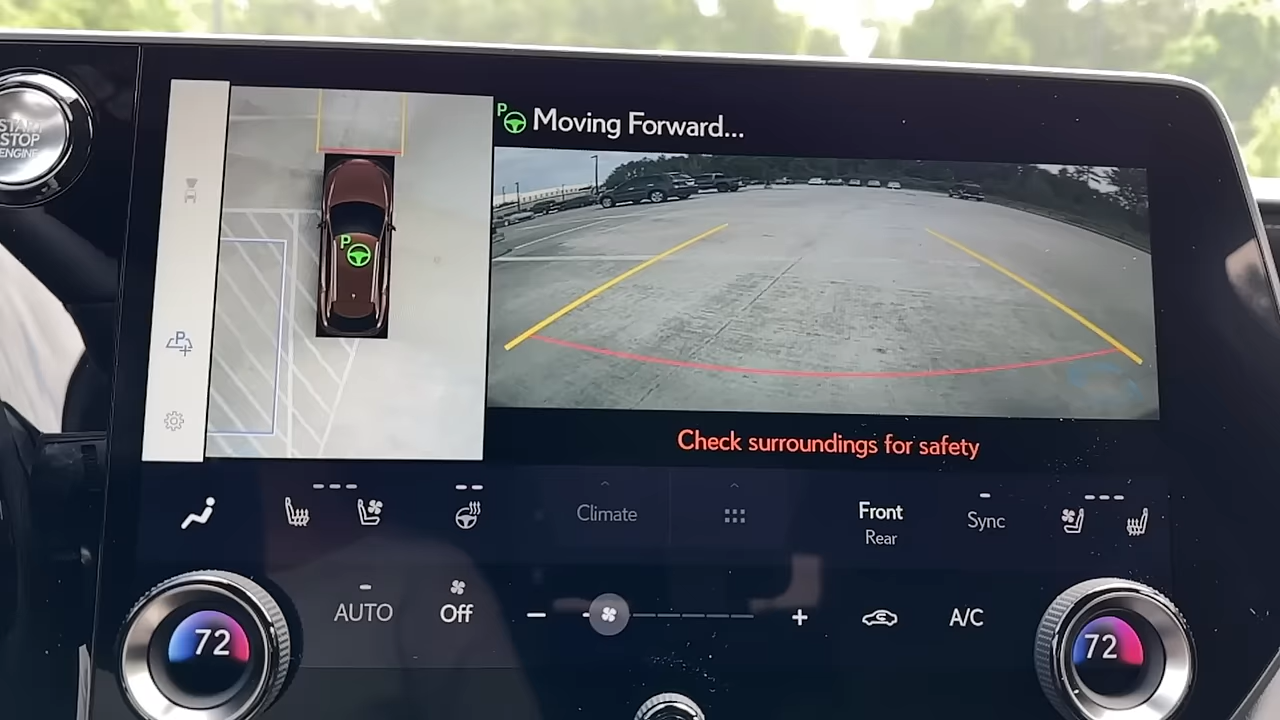 START
STOP
ENGINE
P
Moving Forward...
P
P
Check surroundings for safety
Climate
Front
Rear
Sync
AUTO
Off
A/C
72
72